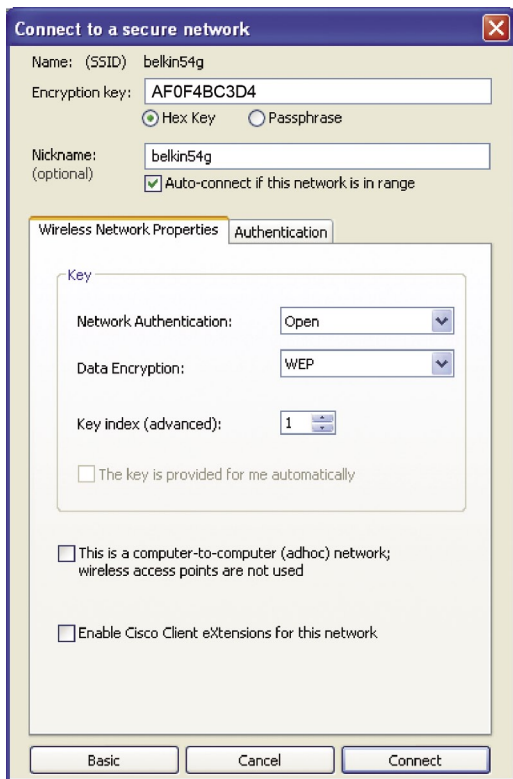 Connect to a secure network
Name: (SSID) belkin54g
Encryption key: AF0F4BC3D4
Hex Key Passphrase
Nickname: belkin54g
(optional)
Auto-connect if this network is in range
Wireless Network Properties Authentication
Key
Network Authentication: Open
Data Encryption: WEP
Key index (advanced): 1
The key is provided for me automatically
This is a computer-to-computer (adhoc) network;
wireless access points are not used
Enable Cisco Client eXtensions for this network
Basic Cancel Connect